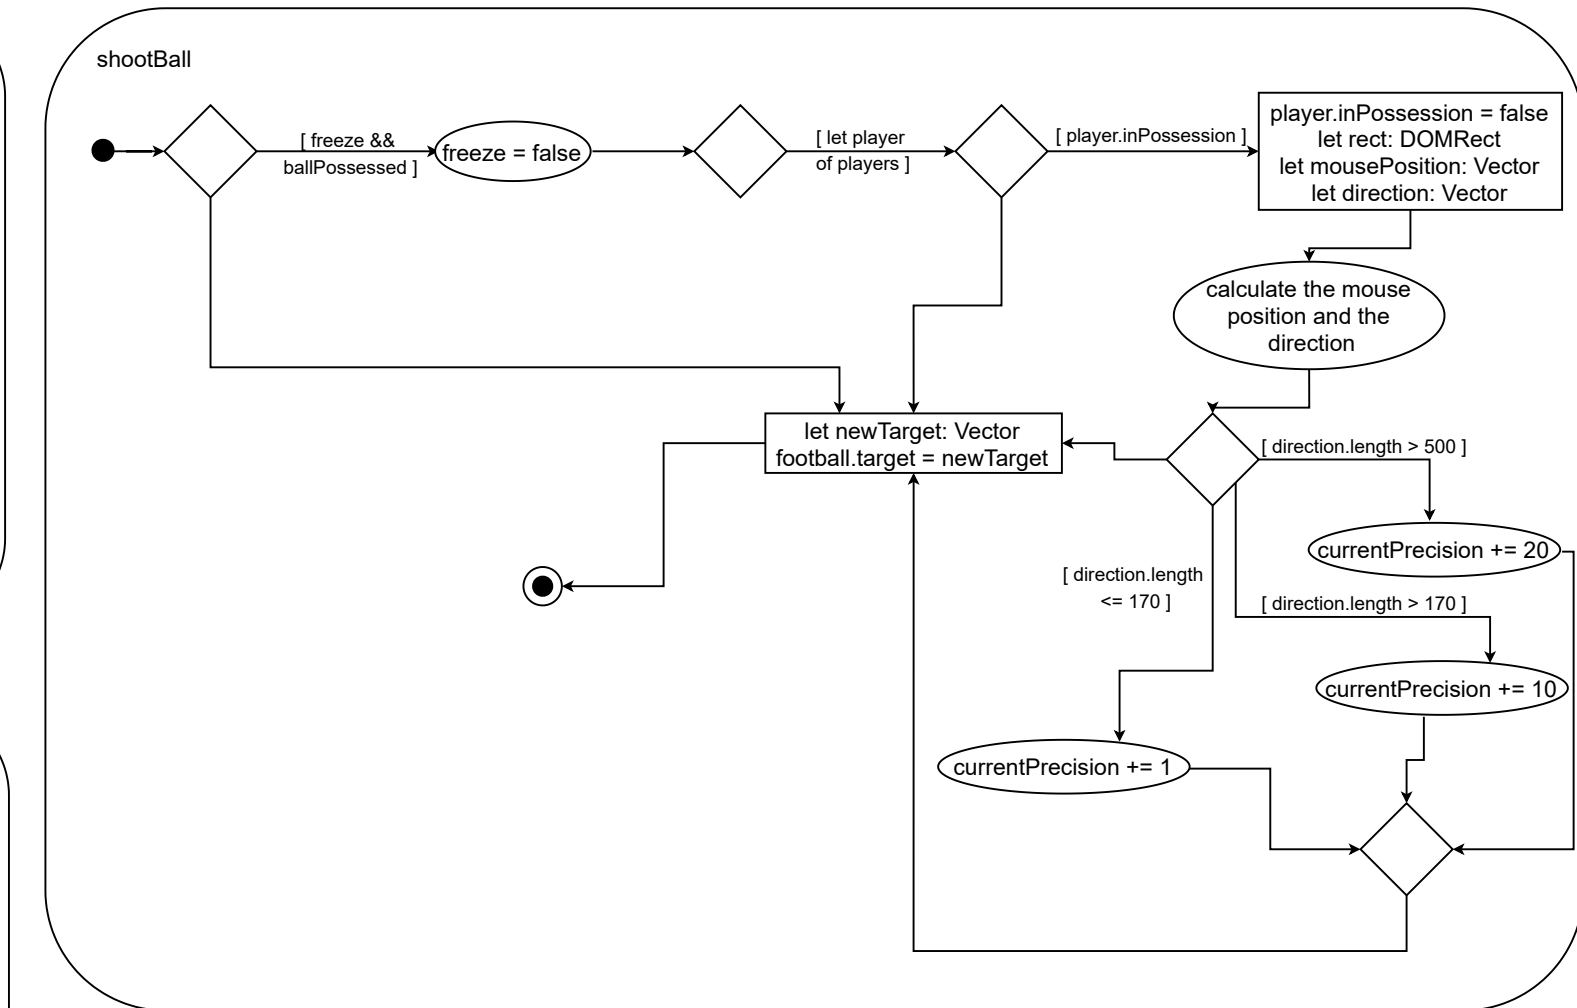 shootBall
[ freeze &&
ballPossessed ]
freeze = false
[ let player
of players ]
[ player.inPossession ]
player.inPossession = false
let rect: DOMRect
let mousePosition: Vector
let direction: Vector
calculate the mouse
position and the
direction
let newTarget: Vector
football.target = newTarget
[ direction.length > 500 ]
currentPrecision += 20
[ direction.length
<= 170 ]
[ direction.length > 170 ]
currentPrecision += 10
currentPrecision += 1